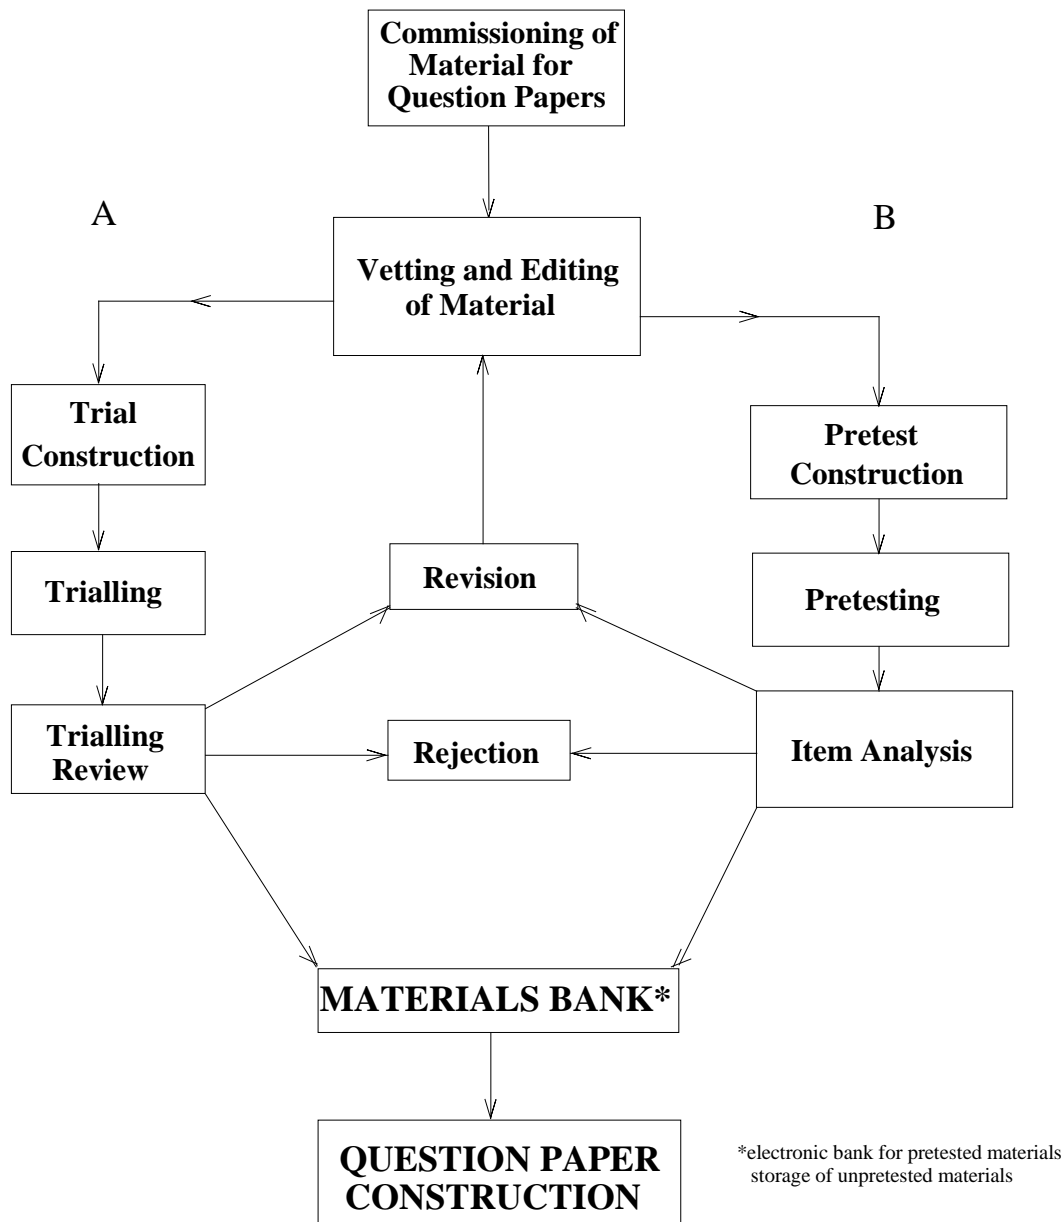 Commissioning of
Material for
Question Papers
A
B
Vetting and Editing
of Material
Trial
Construction
Pretest
Construction
Trialling
Revision
Pretesting
Trialling
Review
Rejection
Item Analysis
MATERIALS BANK*
QUESTION PAPER
CONSTRUCTION
*electronic bank for pretested materials
storage of unpretested materials